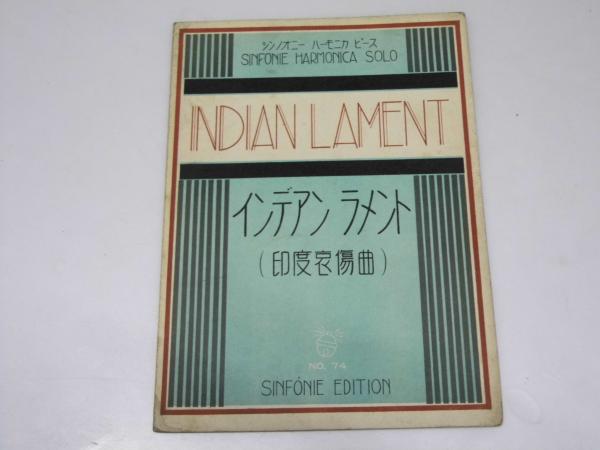 シンフォニー ハーモニカ ピース
SINFONIE HARMONICA SOLO
INDIAN LAMENT
インデアン ラメント
(印度哀傷曲)
NO. 74
SINFÓNIE EDITION